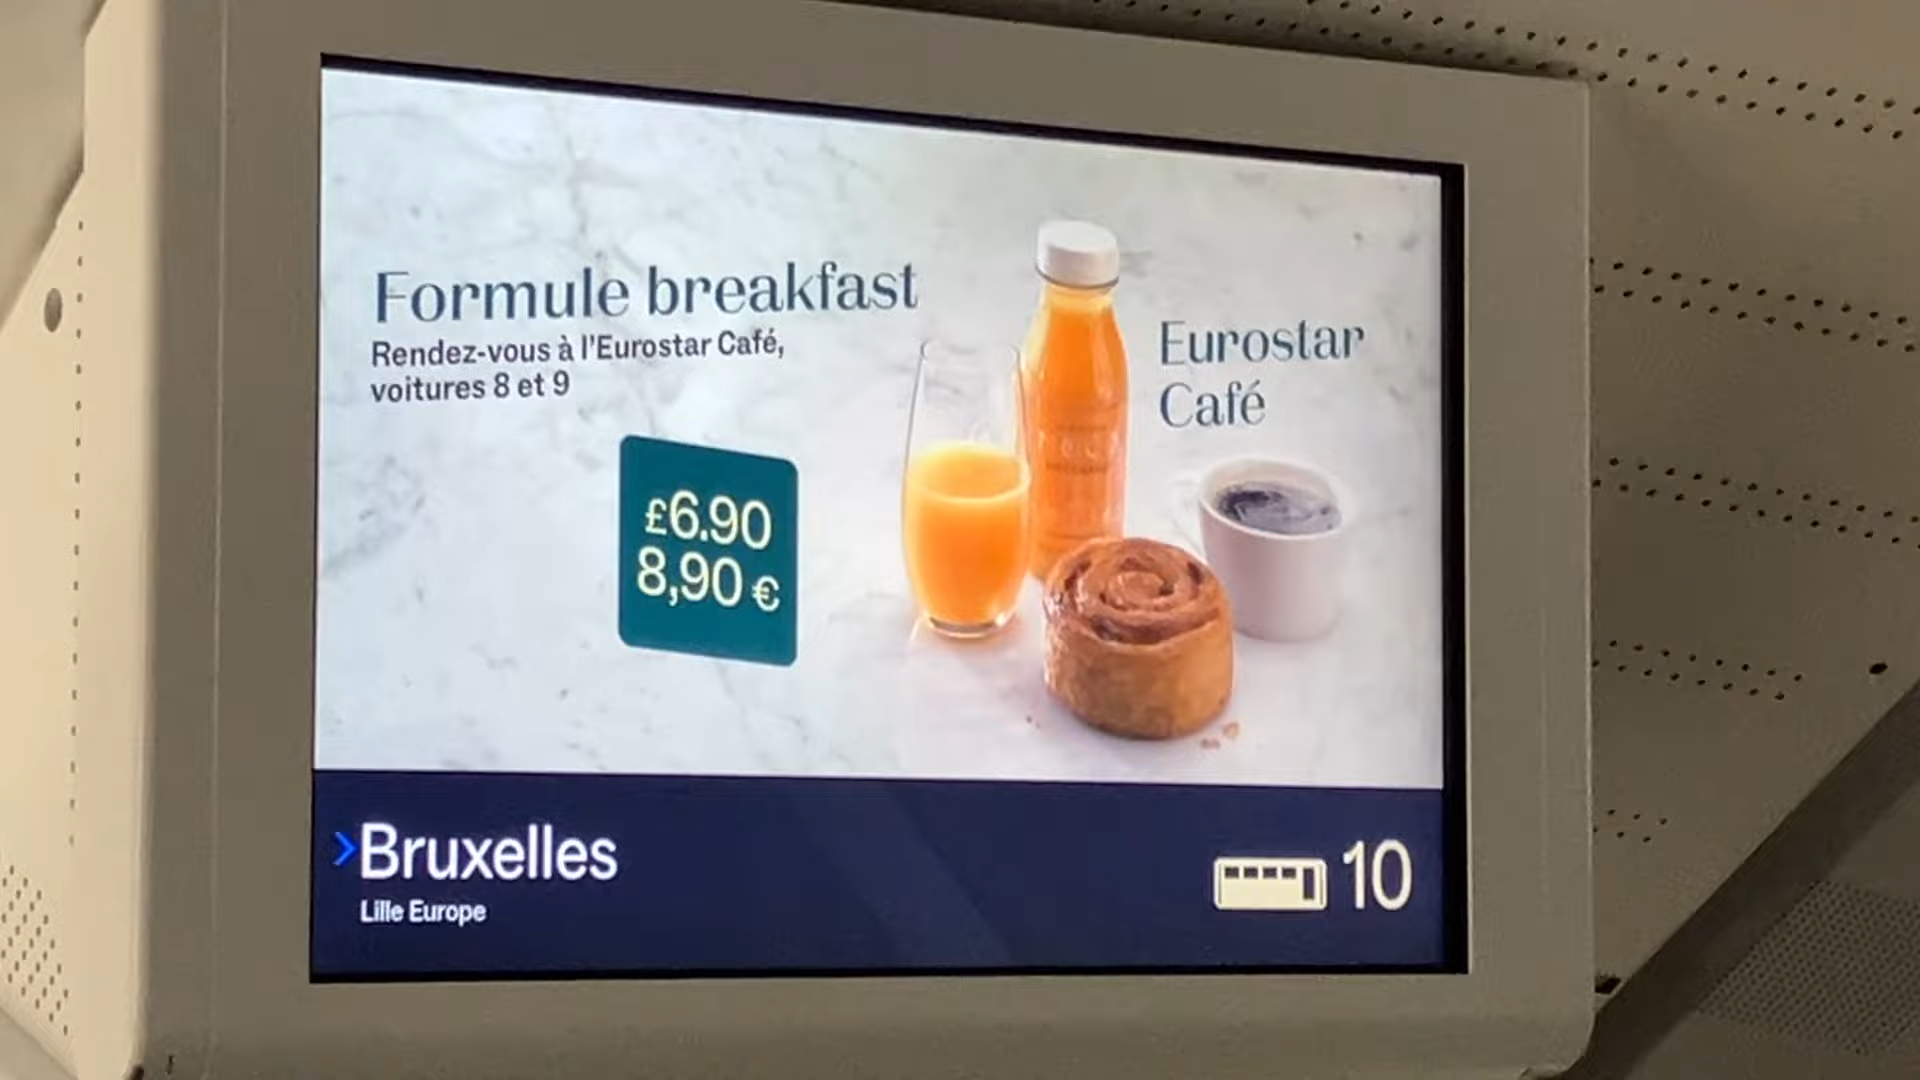 Formule breakfast
Rendez-vous à l'Eurostar Café,
voitures 8 et 9
£6.90
8,90 €
Eurostar
Café
>Bruxelles
Lille Europe
10